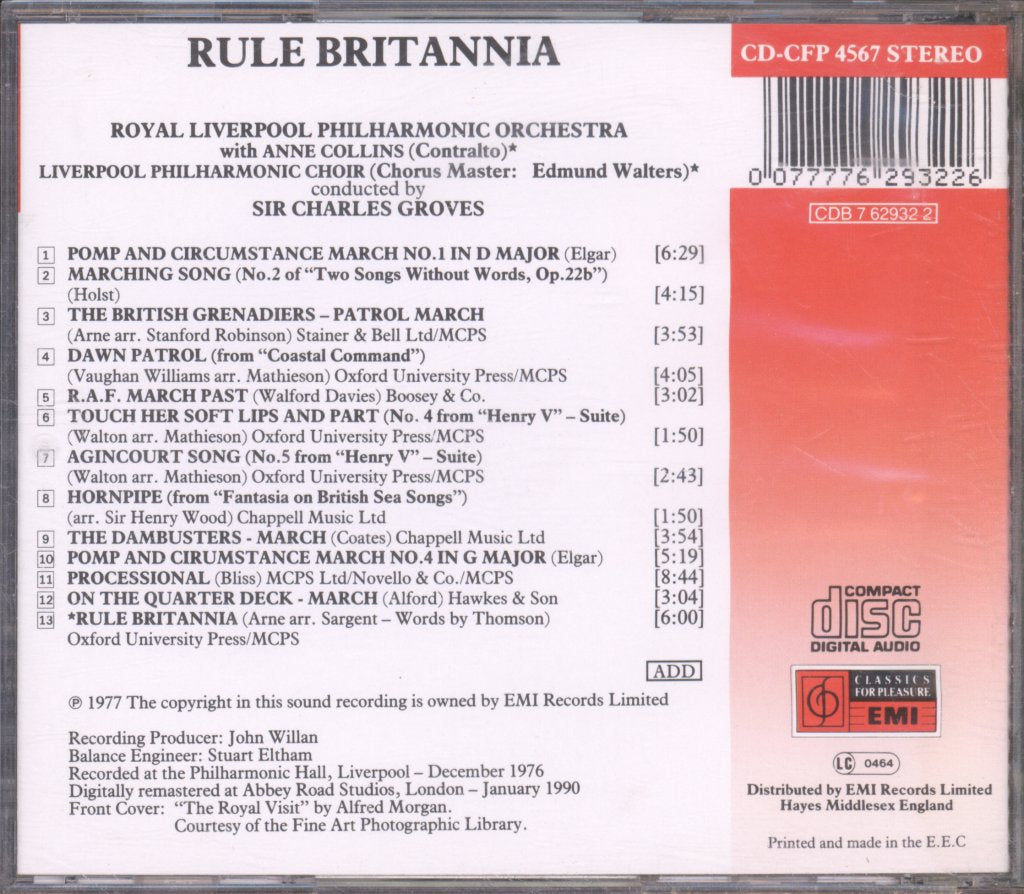 RULE BRITANNIA
ROYAL LIVERPOOL PHILHARMONIC ORCHESTRA
with ANNE COLLINS (Contralto)*
LIVERPOOL PHILHARMONIC CHOIR (Chorus Master: Edmund Walters)*
conducted by
SIR CHARLES GROVES
1 POMP AND CIRCUMSTANCE MARCH NO.1 IN D MAJOR (Elgar) [6:29]
2 MARCHING SONG (No.2 of “Two Songs Without Words, Op.22b”)
(Holst) [4:15]
3 THE BRITISH GRENADIERS – PATROL MARCH
(Arne arr. Stanford Robinson) Stainer & Bell Ltd/MCPS [3:53]
4 DAWN PATROL (from “Coastal Command”)
(Vaughan Williams arr. Mathieson) Oxford University Press/MCPS [4:05]
5 R.A.F. MARCH PAST (Walford Davies) Boosey & Co. [3:02]
6 TOUCH HER SOFT LIPS AND PART (No. 4 from “Henry V” – Suite)
(Walton arr. Mathieson) Oxford University Press/MCPS [1:50]
7 AGINCOURT SONG (No.5 from “Henry V” – Suite)
(Walton arr. Mathieson) Oxford University Press/MCPS [2:43]
8 HORNPIPE (from “Fantasia on British Sea Songs”)
(arr. Sir Henry Wood) Chappell Music Ltd [1:50]
9 THE DAMBUSTERS - MARCH (Coates) Chappell Music Ltd [3:54]
10 POMP AND CIRUMSTANCE MARCH NO.4 IN G MAJOR (Elgar) [5:19]
11 PROCESSIONAL (Bliss) MCPS Ltd/Novello & Co./MCPS [8:44]
12 ON THE QUARTER DECK - MARCH (Alford) Hawkes & Son [3:04]
13 *RULE BRITANNIA (Arne arr. Sargent – Words by Thomson) [6:00]
Oxford University Press/MCPS
ADD
℗ 1977 The copyright in this sound recording is owned by EMI Records Limited
Recording Producer: John Willan
Balance Engineer: Stuart Eltham
Recorded at the Philharmonic Hall, Liverpool – December 1976
Digitally remastered at Abbey Road Studios, London – January 1990
Front Cover: “The Royal Visit” by Alfred Morgan.
Courtesy of the Fine Art Photographic Library.
CD-CFP 4567 STEREO
0 077776 293226
CDB 7 62932 2
COMPACT
disc
DIGITAL AUDIO
CLASSICS
FOR PLEASURE
EMI
LC 0464
Distributed by EMI Records Limited
Hayes Middlesex England
Printed and made in the E.E.C